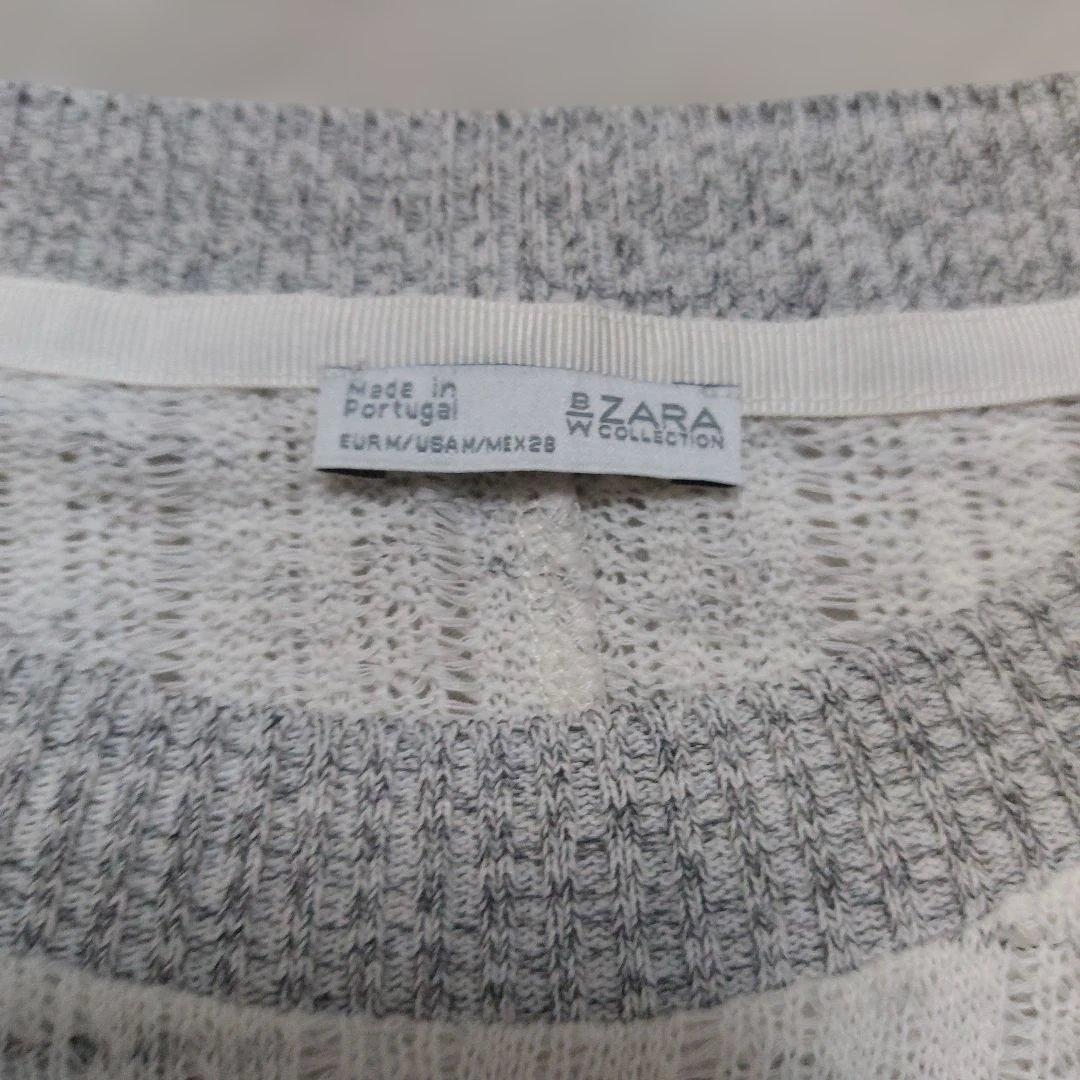 Made in
Portugal
EUR M/USA M/MEX 28
B/W ZARA
COLLECTION